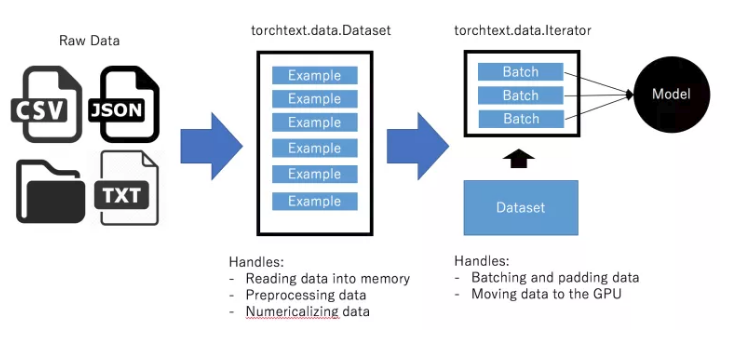 Raw Data
CSV
JSON
TXT
torchtext.data.Dataset
Example
Example
Example
Example
Example
Example
Handles:
- Reading data into memory
- Preprocessing data
- Numericalizing data
torchtext.data.Iterator
Batch
Batch
Batch
Model
Dataset
Handles:
- Batching and padding data
- Moving data to the GPU